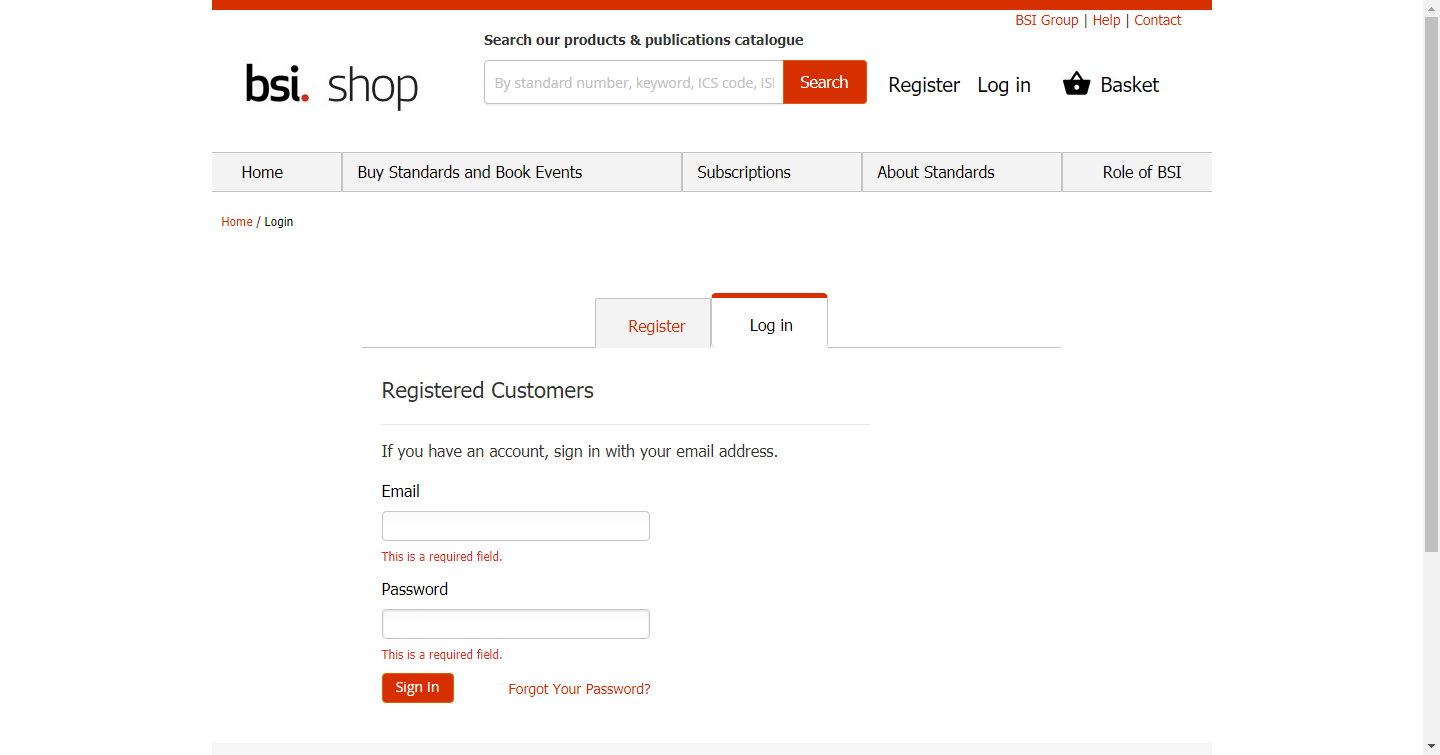 BSI Group | Help | Contact
Search our products & publications catalogue
bsi. shop
By standard number, keyword, ICS code, ISI
Search
Register
Log in
Basket
Home
Buy Standards and Book Events
Subscriptions
About Standards
Role of BSI
Home / Login
Register
Log in
Registered Customers
If you have an account, sign in with your email address.
Email
This is a required field.
Password
This is a required field.
Sign In
Forgot Your Password?